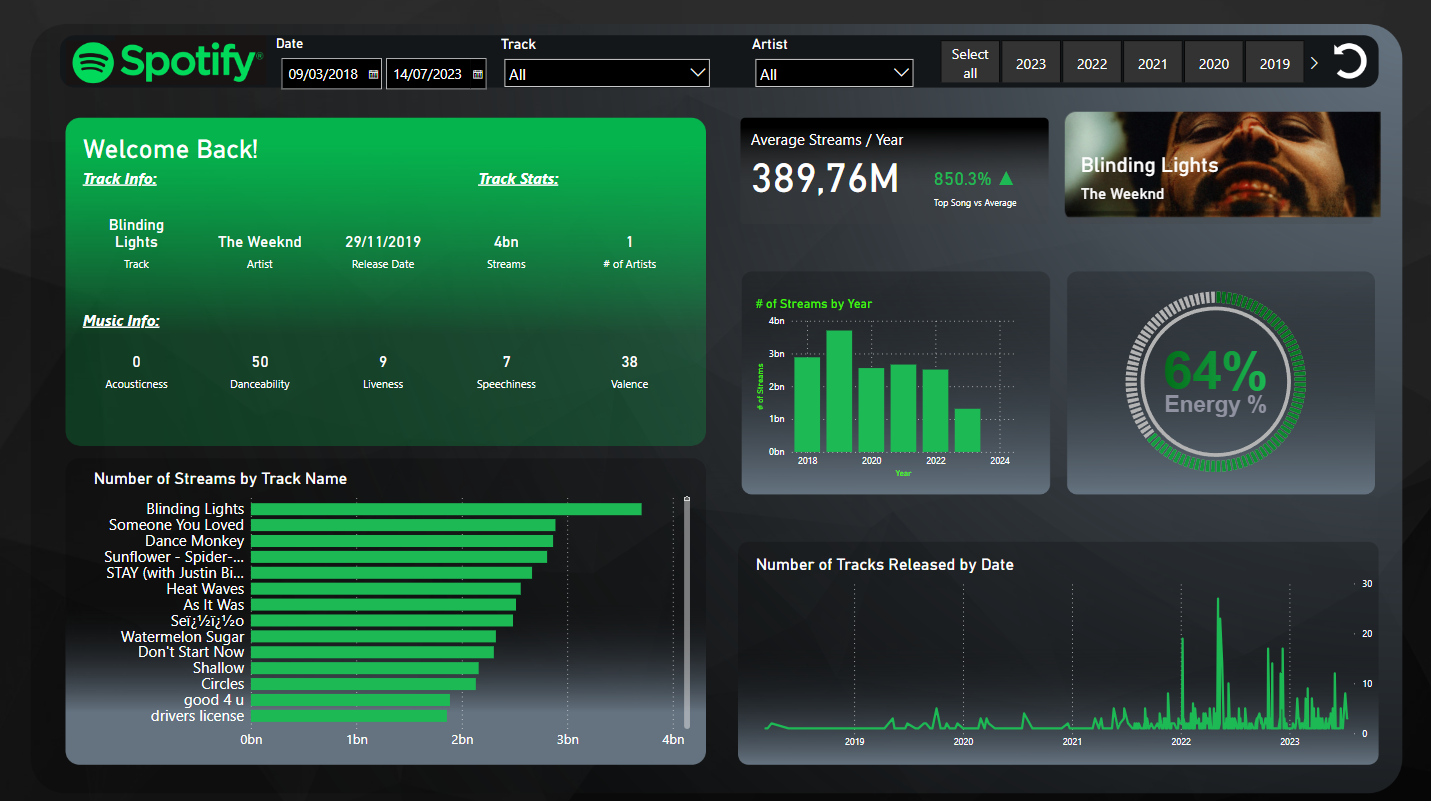 Spotify®
Date
09/03/2018
14/07/2023
Track
All
Artist
All
Select all
2023
2022
2021
2020
2019
Welcome Back!
Track Info:
Track Stats:
Blinding
Lights
The Weeknd
29/11/2019
4bn
1
Track
Artist
Release Date
Streams
# of Artists
Music Info:
0
50
9
7
38
Acousticness
Danceability
Liveness
Speechiness
Valence
Average Streams / Year
389,76M
850.3% ▲
Top Song vs Average
Blinding Lights
The Weeknd
# of Streams by Year
4bn
3bn
2bn
1bn
0bn
# of Streams
2018
2020
2022
2024
Year
64%
Energy %
Number of Streams by Track Name
Blinding Lights
Someone You Loved
Dance Monkey
Sunflower - Spider-...
STAY (with Justin Bi...
Heat Waves
As It Was
Seï¿½ï¿½o
Watermelon Sugar
Don't Start Now
Shallow
Circles
good 4 u
drivers license
0bn
1bn
2bn
3bn
4bn
Number of Tracks Released by Date
30
20
10
0
2019
2020
2021
2022
2023